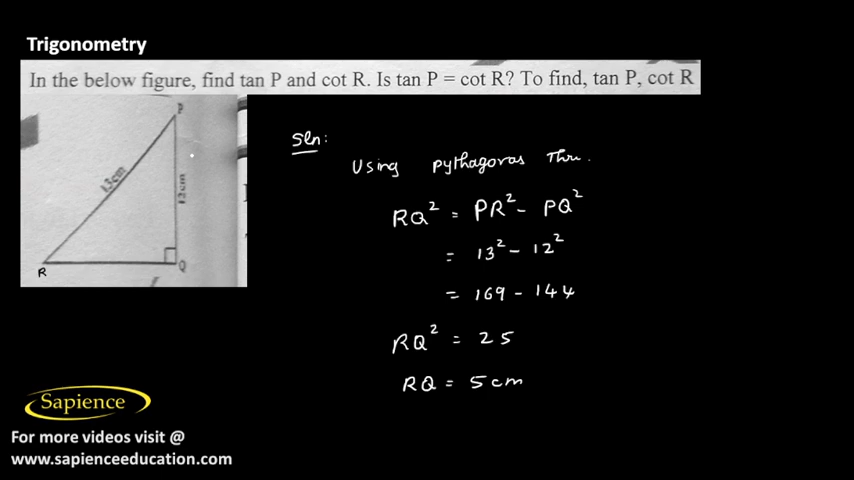 Trigonometry
In the below figure, find tan P and cot R. Is tan P = cot R? To find, tan P, cot R
P
13cm
12cm
R
Q
Sln:
Using Pythagoras Thm.
RQ² = PR² - PQ²
= 13² - 12²
= 169 - 144
RQ² = 25
RQ = 5cm
Sapience
For more videos visit @
www.sapienceeducation.com